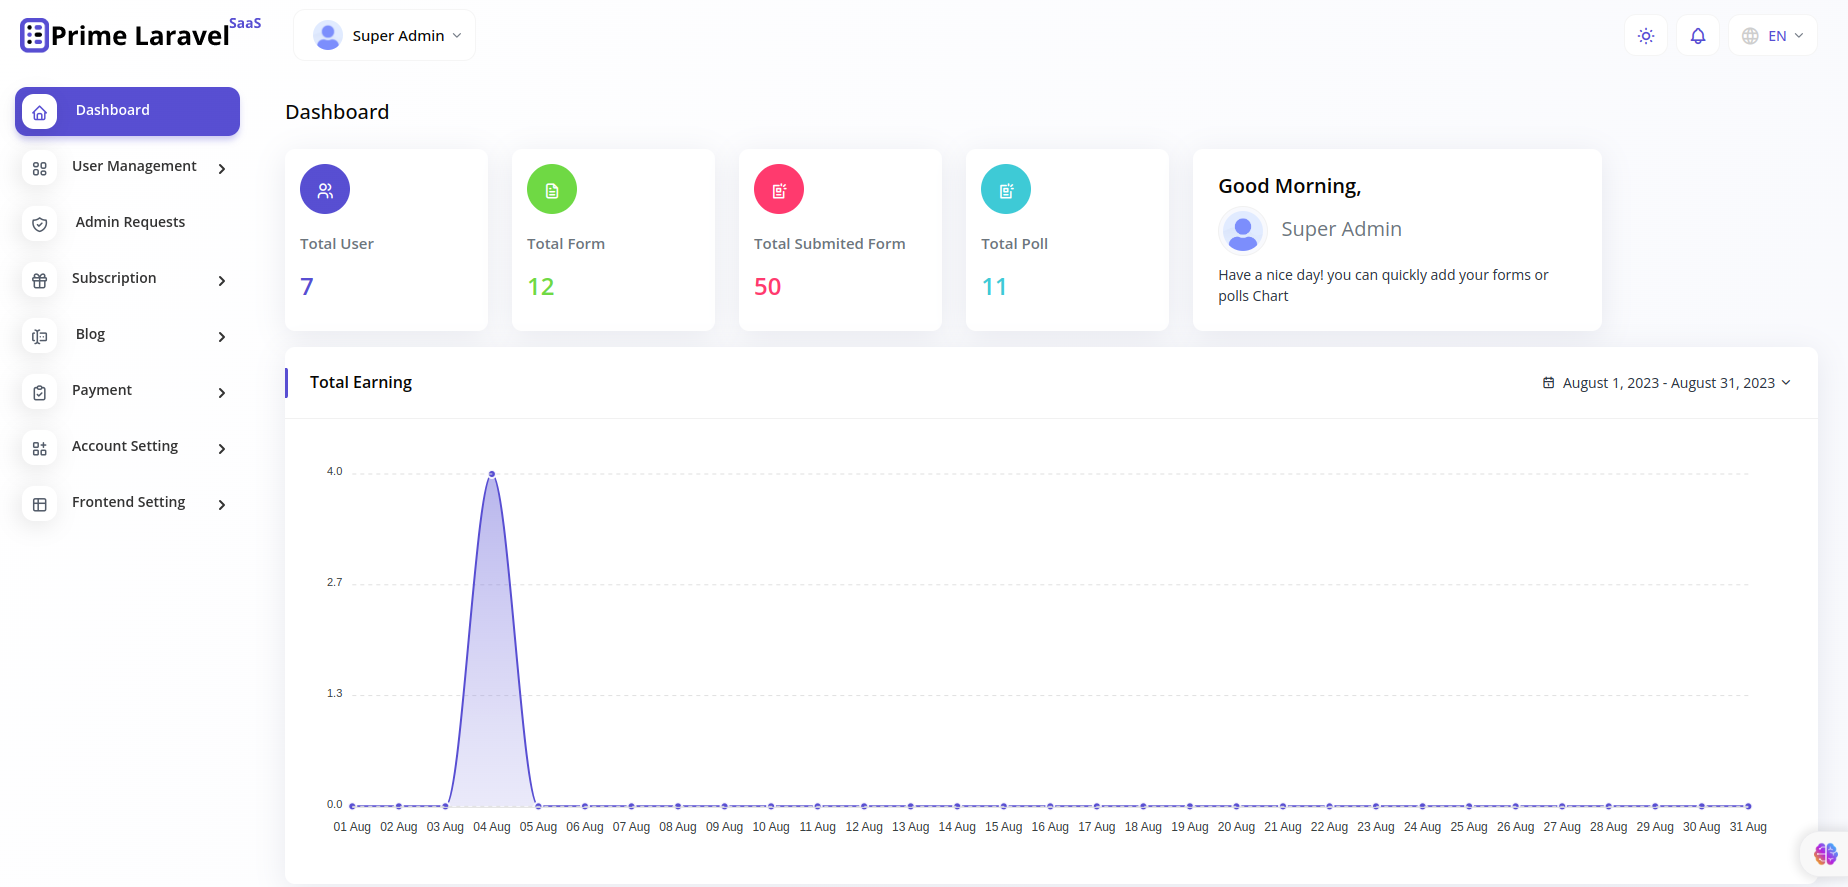 Prime Laravel SaaS
Super Admin
EN
Dashboard
User Management
Admin Requests
Subscription
Blog
Payment
Account Setting
Frontend Setting
Dashboard
Total User
7
Total Form
12
Total Submited Form
50
Total Poll
11
Good Morning,
Super Admin
Have a nice day! you can quickly add your forms or
polls Chart
Total Earning
August 1, 2023 - August 31, 2023
4.0
2.7
1.3
0.0
01 Aug 02 Aug 03 Aug 04 Aug 05 Aug 06 Aug 07 Aug 08 Aug 09 Aug 10 Aug 11 Aug 12 Aug 13 Aug 14 Aug 15 Aug 16 Aug 17 Aug 18 Aug 19 Aug 20 Aug 21 Aug 22 Aug 23 Aug 24 Aug 25 Aug 26 Aug 27 Aug 28 Aug 29 Aug 30 Aug 31 Aug